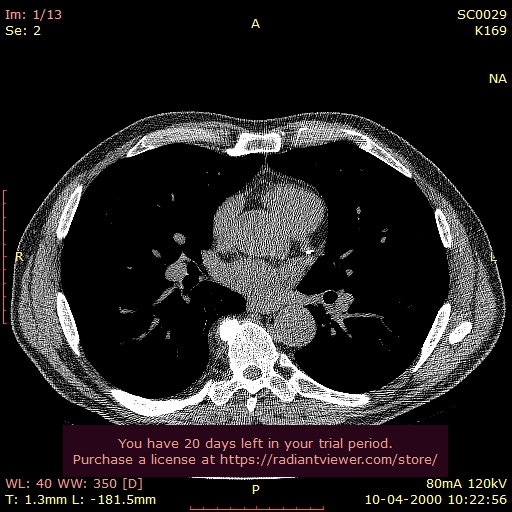 Im: 1/13
Se: 2
A
SC0029
K169
NA
R
L
You have 20 days left in your trial period.
Purchase a license at https://radiantviewer.com/store/
WL: 40 WW: 350 [D]
T: 1.3mm L: -181.5mm
P
80mA 120kV
10-04-2000 10:22:56